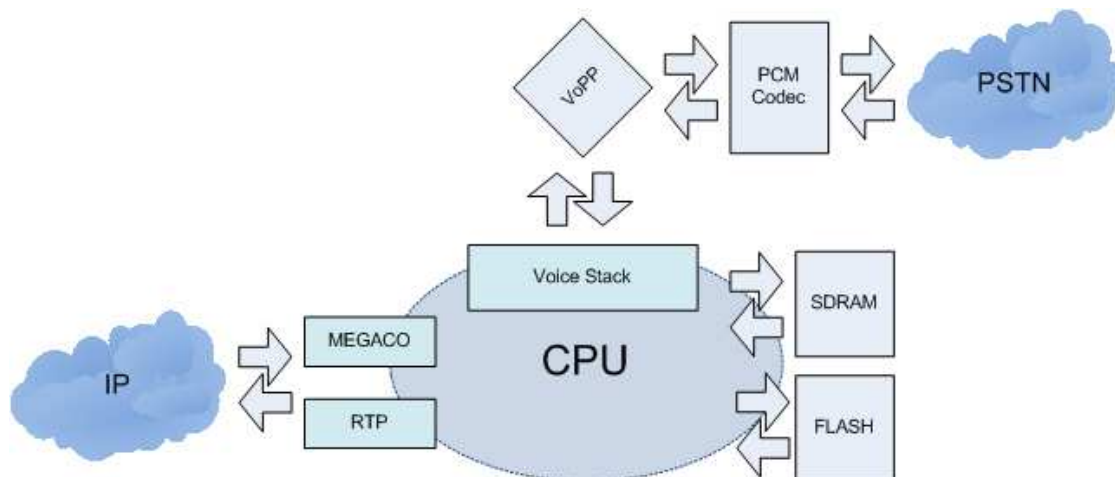 VoPP
PCM
Codec
PSTN
Voice Stack
SDRAM
MEGACO
CPU
IP
RTP
FLASH